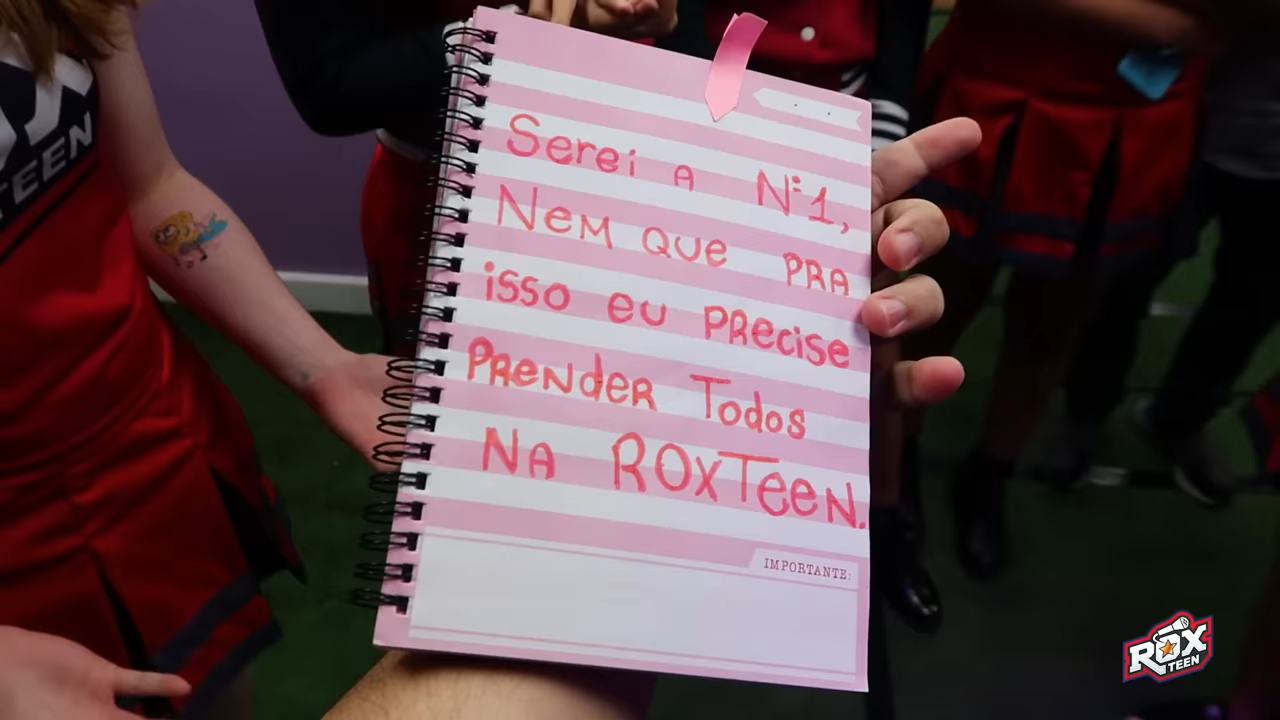 Serei A Nº1,
NeM QUe PRA
isso eu PRecise
PRENdeR Todos
NA ROXTeeN.
IMPORTANTE:
TEEN
ROX
TEEN